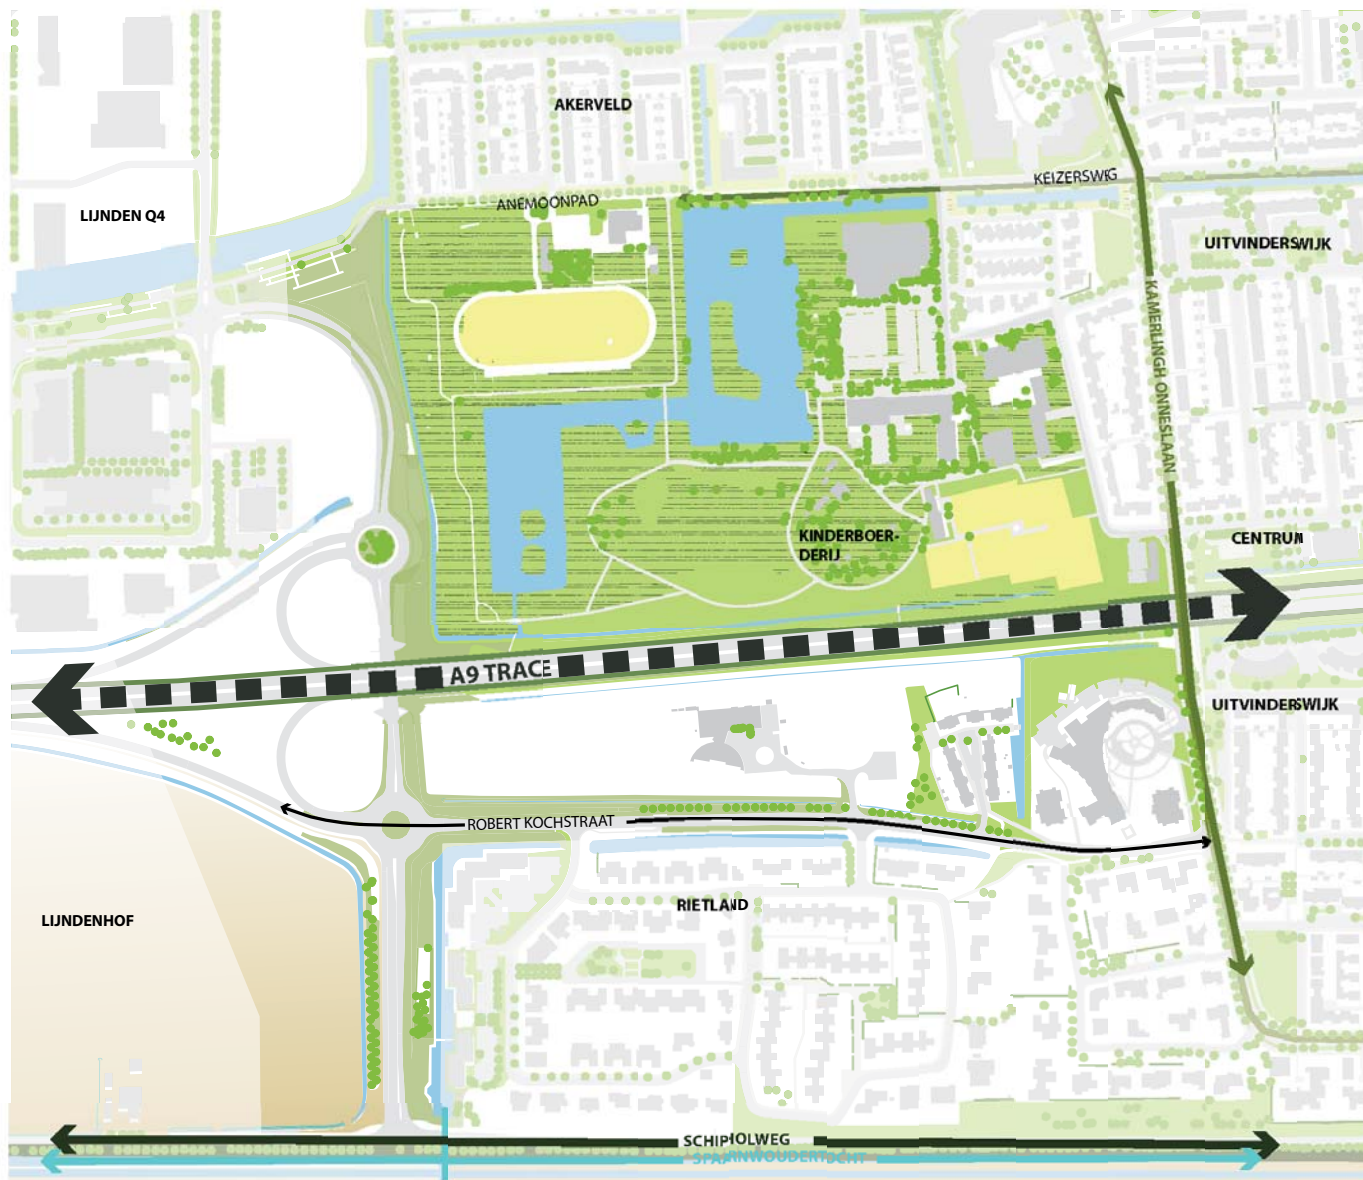 AKERVELD
KEIZERSWEG
ANEMOONPAD
LIJNDEN Q4
UITVINDERSWIJK
KAMERLINGH ONNESLAAN
KINDERBOER-
DERIJ
CENTRUM
A9 TRACE
UITVINDERSWIJK
ROBERT KOCHSTRAAT
RIETLAND
LIJNDENHOF
SCHIPHOLWEG
SPAARNWOUDERTOCHT